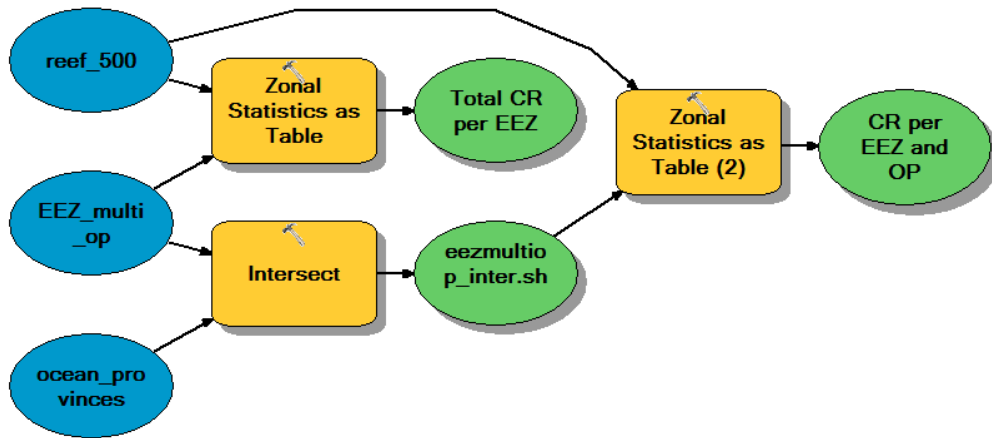 reef_500
Zonal
Statistics as
Table
Total CR
per EEZ
Zonal
Statistics as
Table (2)
CR per
EEZ and
OP
EEZ_multi
_op
Intersect
eezmultio
p_inter.sh
ocean_pro
vinces